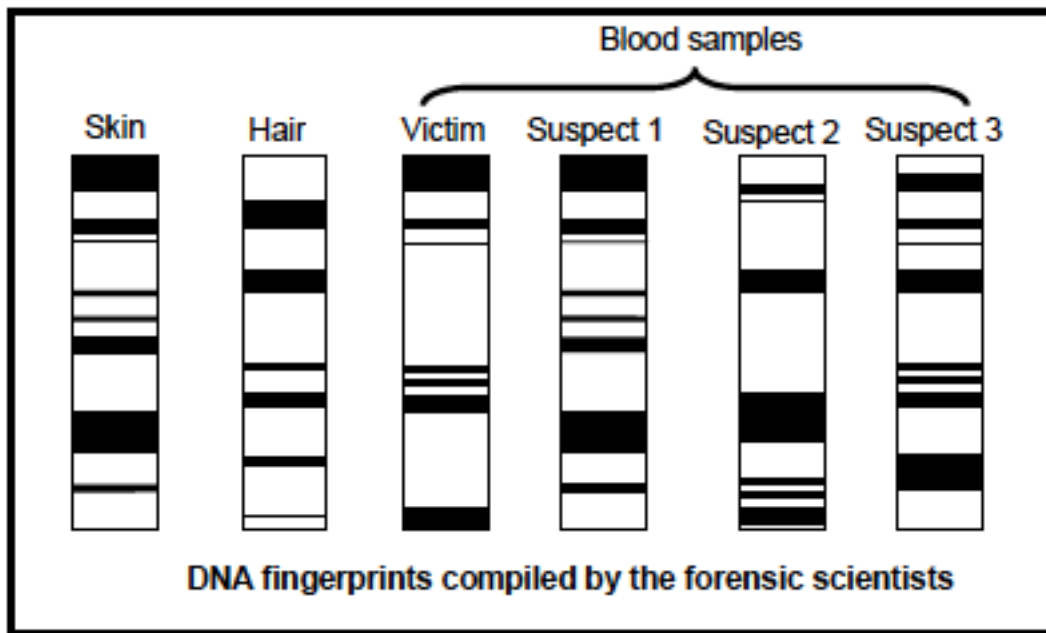 Blood samples
Skin Hair Victim Suspect 1 Suspect 2 Suspect 3
DNA fingerprints compiled by the forensic scientists